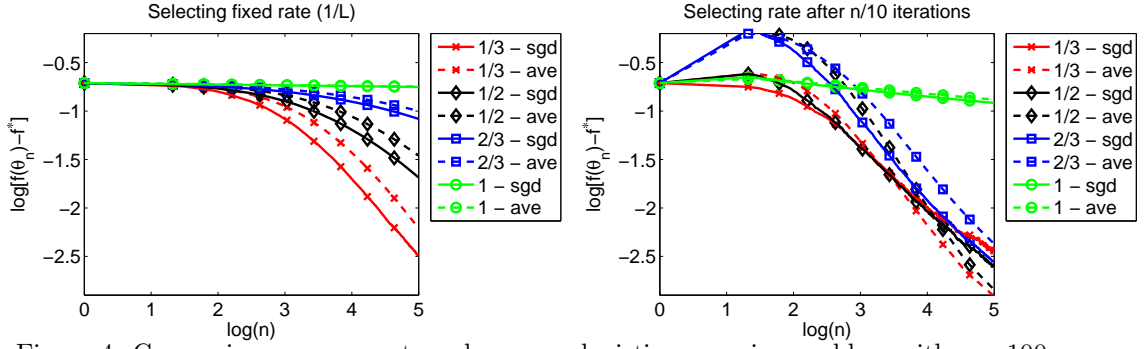 Selecting fixed rate (1/L)
log[f(θₙ)−f*]
−0.5
−1
−1.5
−2
−2.5
0 1 2 3 4 5
log(n)
1/3 − sgd
1/3 − ave
1/2 − sgd
1/2 − ave
2/3 − sgd
2/3 − ave
1 − sgd
1 − ave
Selecting rate after n/10 iterations
log[f(θₙ)−f*]
−0.5
−1
−1.5
−2
−2.5
0 1 2 3 4 5
log(n)
1/3 − sgd
1/3 − ave
1/2 − sgd
1/2 − ave
2/3 − sgd
2/3 − ave
1 − sgd
1 − ave